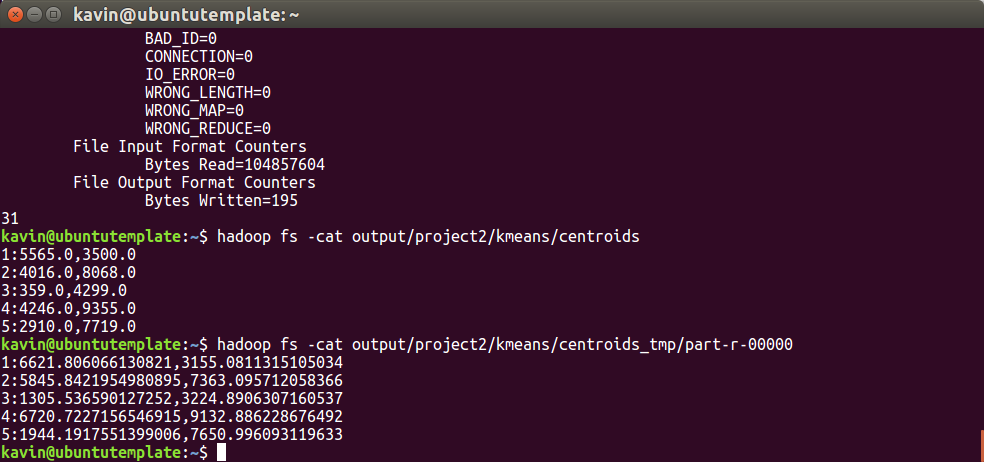 kavin@ubuntutemplate: ~
BAD_ID=0
CONNECTION=0
IO_ERROR=0
WRONG_LENGTH=0
WRONG_MAP=0
WRONG_REDUCE=0
File Input Format Counters
Bytes Read=104857604
File Output Format Counters
Bytes Written=195
31
kavin@ubuntutemplate:~$ hadoop fs -cat output/project2/kmeans/centroids
1:5565.0,3500.0
2:4016.0,8068.0
3:359.0,4299.0
4:4246.0,9355.0
5:2910.0,7719.0
kavin@ubuntutemplate:~$ hadoop fs -cat output/project2/kmeans/centroids_tmp/part-r-00000
1:6621.806066130821,3155.0811315105034
2:5845.8421954980895,7363.095712058366
3:1305.536590127252,3224.8906307160537
4:6720.7227156546915,9132.886228676492
5:1944.1917551399006,7650.996093119633
kavin@ubuntutemplate:~$